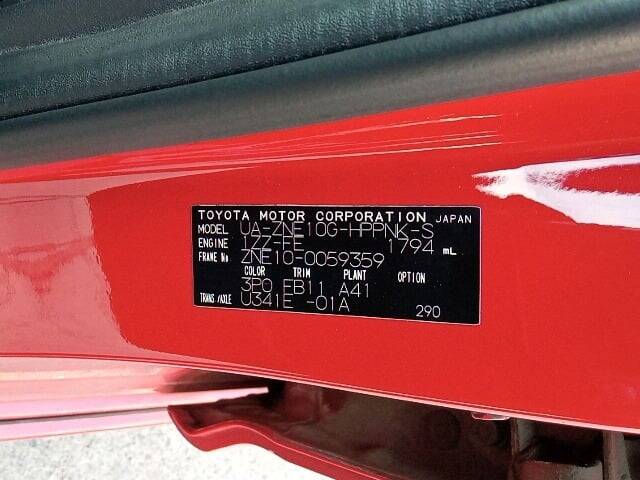 TOYOTA MOTOR CORPORATION JAPAN
MODEL UA-ZNE10G-HPPNK-S
ENGINE 1ZZ-FE 1794 mL
FRAME No ZNE10-0059359
COLOR TRIM PLANT OPTION
3P0 EB11 A41
TRANS/AXLE U341E -01A
290